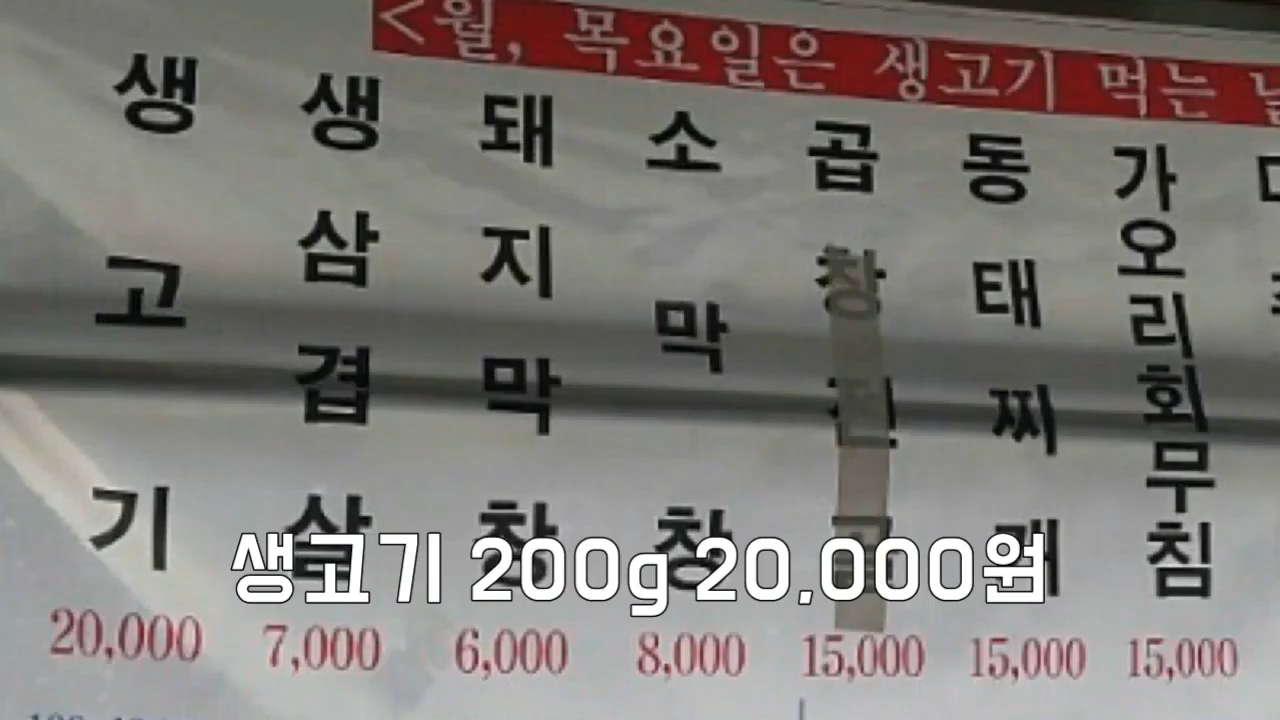 <월, 목요일은 생고기 먹는
생고기
생삼겹살
돼지막창
소막창
곱창전골
동태찌개
가오리회무침
20,000 7,000 6,000 8,000 15,000 15,000 15,000
생고기 200g 20,000원